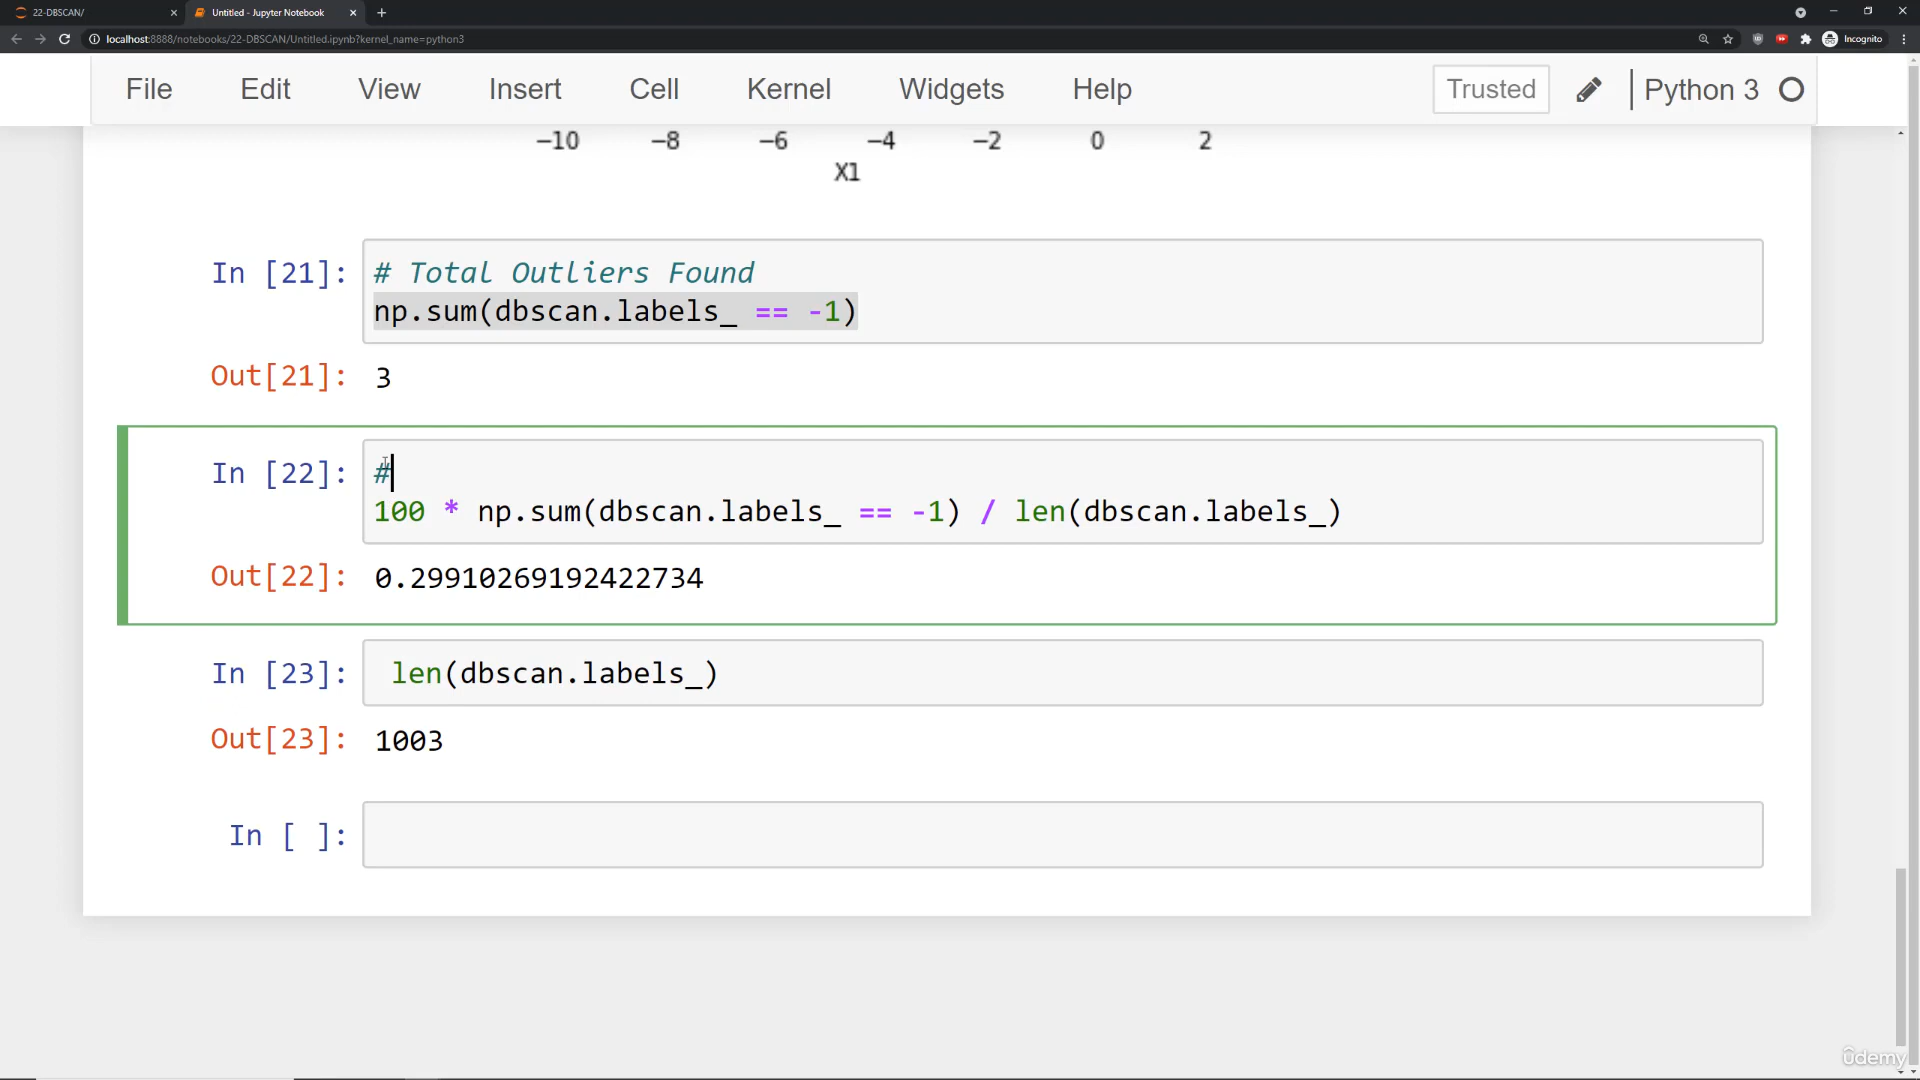 22-DBSCAN/
Untitled - Jupyter Notebook
localhost:8888/notebooks/22-DBSCAN/Untitled.ipynb?kernel_name=python3
Incognito
File Edit View Insert Cell Kernel Widgets Help Trusted Python 3
−10 −8 −6 −4 −2 0 2
X1
In [21]: # Total Outliers Found
np.sum(dbscan.labels_ == -1)
Out[21]: 3
In [22]: #
100 * np.sum(dbscan.labels_ == -1) / len(dbscan.labels_)
Out[22]: 0.29910269192422734
In [23]: len(dbscan.labels_)
Out[23]: 1003
In [ ]:
ûdemy